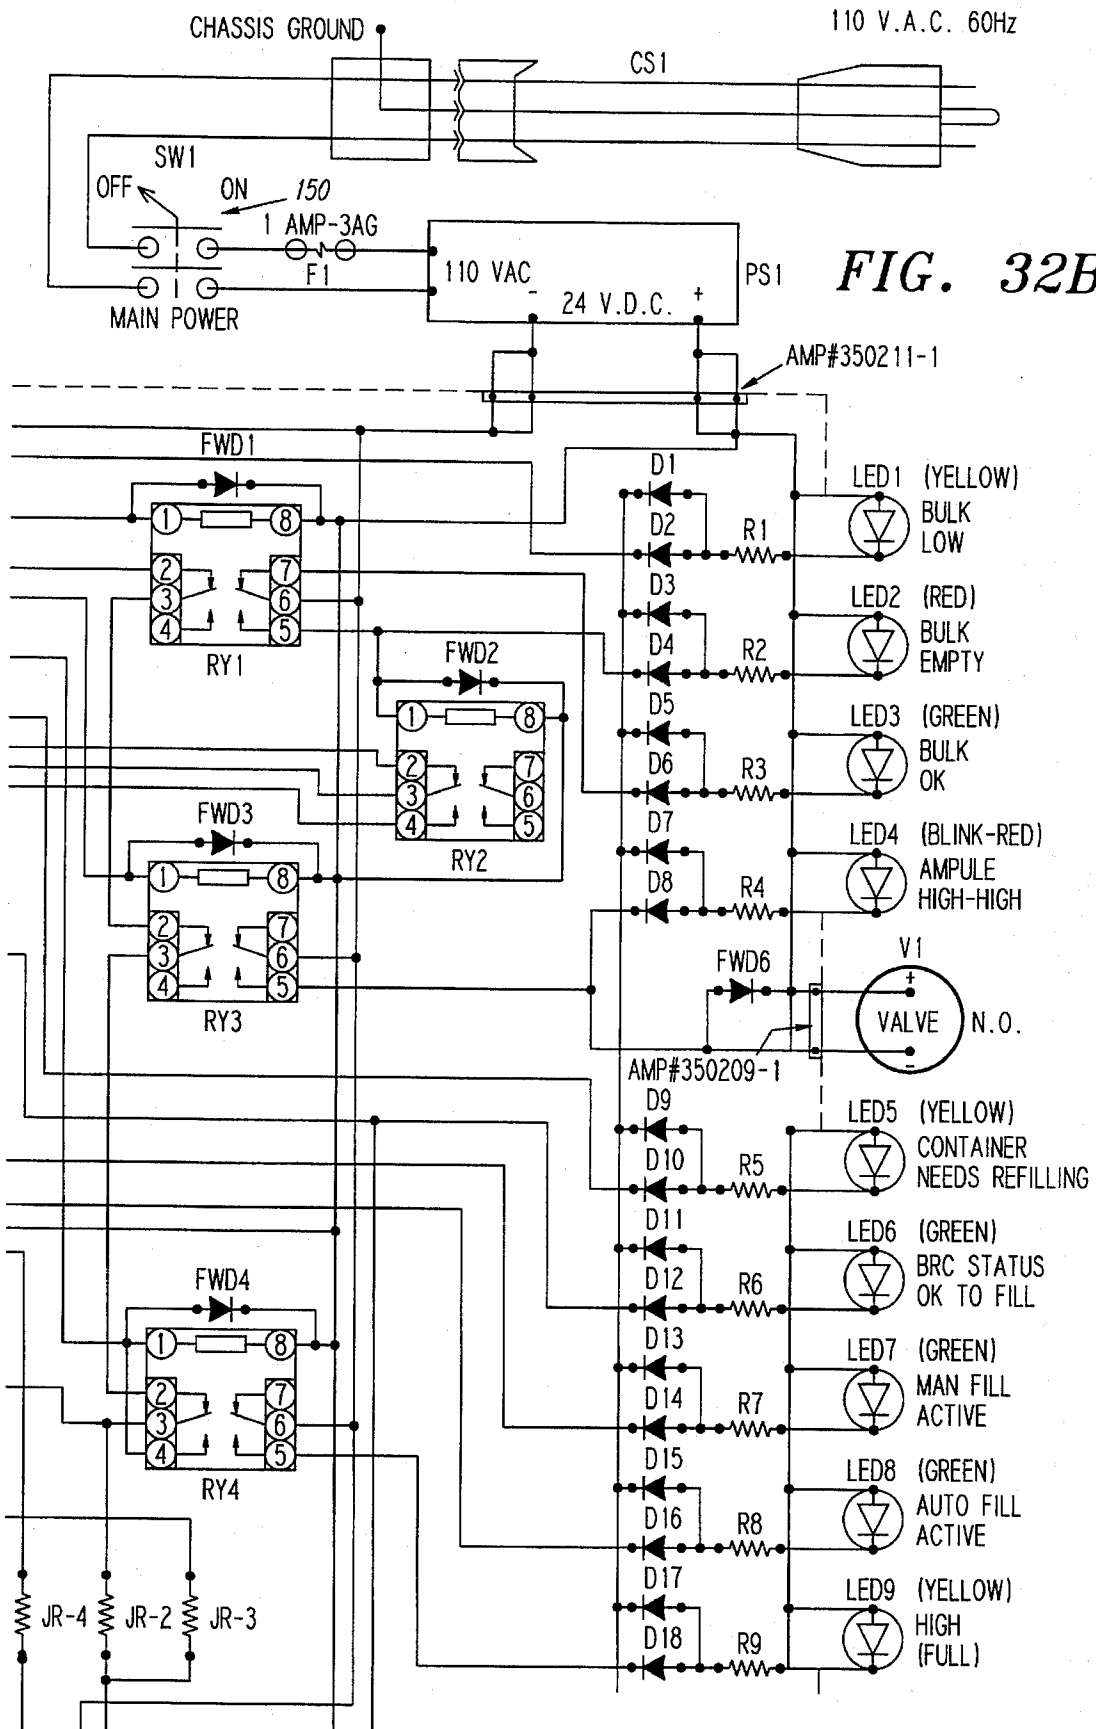 110 V.A.C. 60Hz
CHASSIS GROUND
CS1
SW1
OFF
ON
150
1 AMP-3AG
F1
MAIN POWER
110 VAC
-
24 V.D.C.
+
PS1
FIG. 32B
AMP#350211-1
FWD1
1
8
2
7
3
6
4
5
RY1
FWD2
1
8
2
7
3
6
4
5
RY2
FWD3
1
8
2
7
3
6
4
5
RY3
FWD4
1
8
2
7
3
6
4
5
RY4
JR-4
JR-2
JR-3
D1
D2
R1
LED1 (YELLOW)
BULK
LOW
D3
D4
R2
LED2 (RED)
BULK
EMPTY
D5
D6
R3
LED3 (GREEN)
BULK
OK
D7
D8
R4
LED4 (BLINK-RED)
AMPULE
HIGH-HIGH
FWD6
V1
+
VALVE
N.O.
-
AMP#350209-1
D9
D10
R5
LED5 (YELLOW)
CONTAINER
NEEDS REFILLING
D11
D12
R6
LED6 (GREEN)
BRC STATUS
OK TO FILL
D13
D14
R7
LED7 (GREEN)
MAN FILL
ACTIVE
D15
D16
R8
LED8 (GREEN)
AUTO FILL
ACTIVE
D17
D18
R9
LED9 (YELLOW)
HIGH
(FULL)